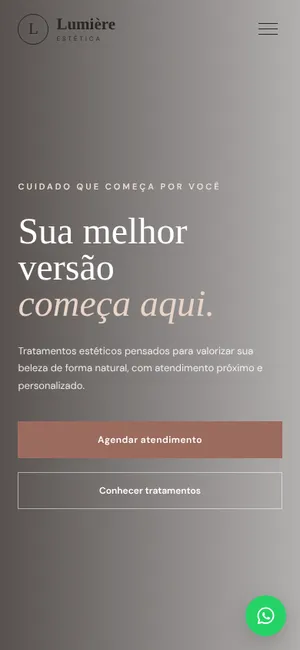 L
Lumière
ESTÉTICA
CUIDADO QUE COMEÇA POR VOCÊ
Sua melhor
versão
começa aqui.
Tratamentos estéticos pensados para valorizar sua
beleza de forma natural, com atendimento próximo e
personalizado.
Agendar atendimento
Conhecer tratamentos